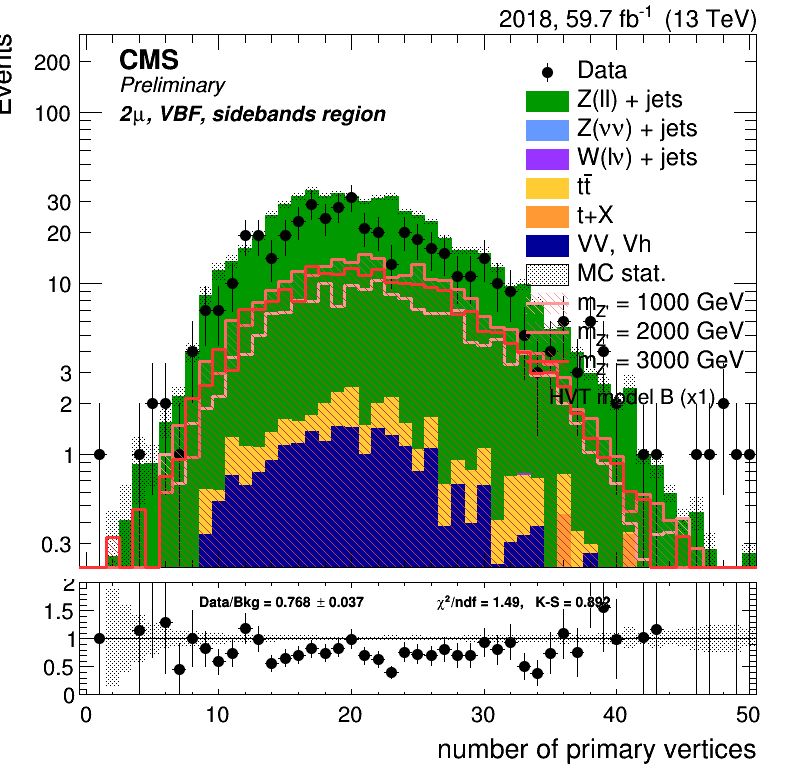 2018, 59.7 fb⁻¹ (13 TeV)
Events
CMS
Preliminary
2μ, VBF, sidebands region
Data
Z(ll) + jets
Z(νν) + jets
W(lν) + jets
tt̄
t+X
VV, Vh
MC stat.
m_Z' = 1000 GeV
m_Z' = 2000 GeV
m_Z' = 3000 GeV
HVT model B (x1)
200
100
30
20
10
3
2
1
0.3
Data/Bkg = 0.768 ± 0.037
χ²/ndf = 1.49, K-S = 0.892
2
1.5
1
0.5
0
0 10 20 30 40 50
number of primary vertices